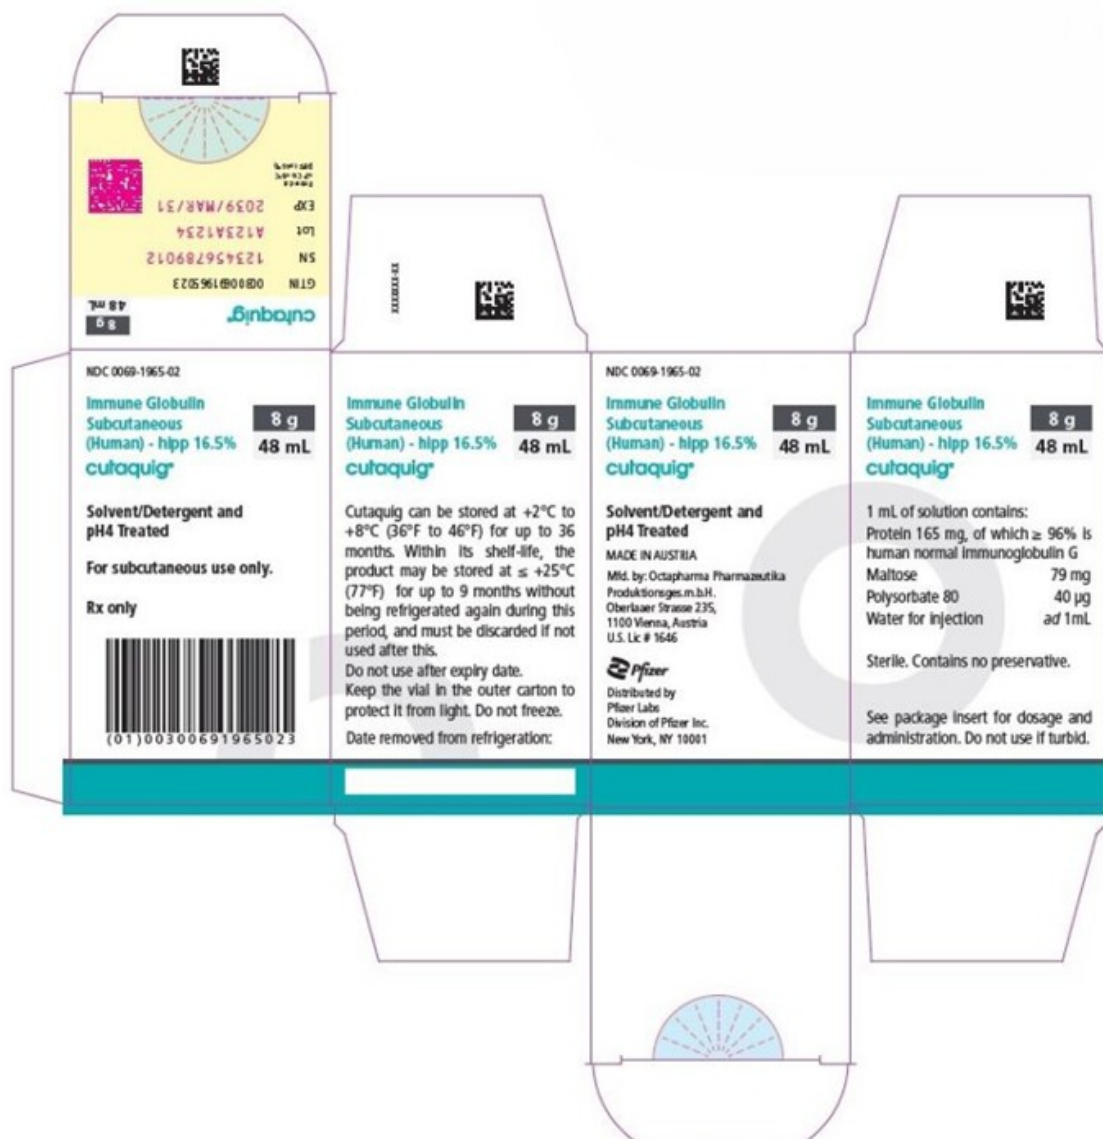 cutaquig®
8 g
48 mL
GTIN 00300691965023
SN 123456789012
Lot A123A1234
EXP 2039/MAR/31
XXXXXXX-XX
NDC 0069-1965-02
Immune Globulin
Subcutaneous
(Human) - hipp 16.5%
cutaquig®
8 g
48 mL
Solvent/Detergent and
pH4 Treated
For subcutaneous use only.
Rx only
(01)00300691965023
Immune Globulin
Subcutaneous
(Human) - hipp 16.5%
cutaquig®
8 g
48 mL
Cutaquig can be stored at +2°C to
+8°C (36°F to 46°F) for up to 36
months. Within its shelf-life, the
product may be stored at ≤ +25°C
(77°F) for up to 9 months without
being refrigerated again during this
period, and must be discarded if not
used after this.
Do not use after expiry date.
Keep the vial in the outer carton to
protect it from light. Do not freeze.
Date removed from refrigeration:
NDC 0069-1965-02
Immune Globulin
Subcutaneous
(Human) - hipp 16.5%
cutaquig®
8 g
48 mL
Solvent/Detergent and
pH4 Treated
MADE IN AUSTRIA
Mfd. by: Octapharma Pharmazeutika
Produktionsges.m.b.H.
Oberlaaer Strasse 235,
1100 Vienna, Austria
U.S. Lic # 1646
Pfizer
Distributed by
Pfizer Labs
Division of Pfizer Inc.
New York, NY 10001
Immune Globulin
Subcutaneous
(Human) - hipp 16.5%
cutaquig®
8 g
48 mL
1 mL of solution contains:
Protein 165 mg, of which ≥ 96% is
human normal immunoglobulin G
Maltose 79 mg
Polysorbate 80 40 µg
Water for injection ad 1mL
Sterile. Contains no preservative.
See package insert for dosage and
administration. Do not use if turbid.